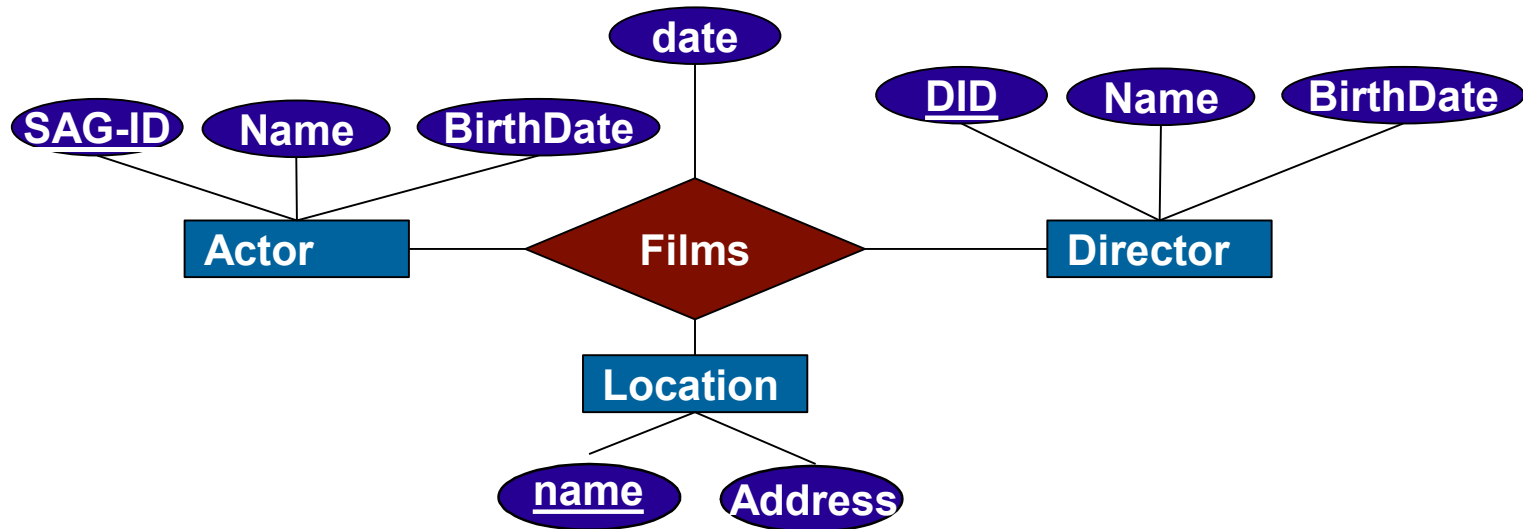 date
SAG-ID
Name
BirthDate
DID
Name
BirthDate
Actor
Films
Director
Location
name
Address